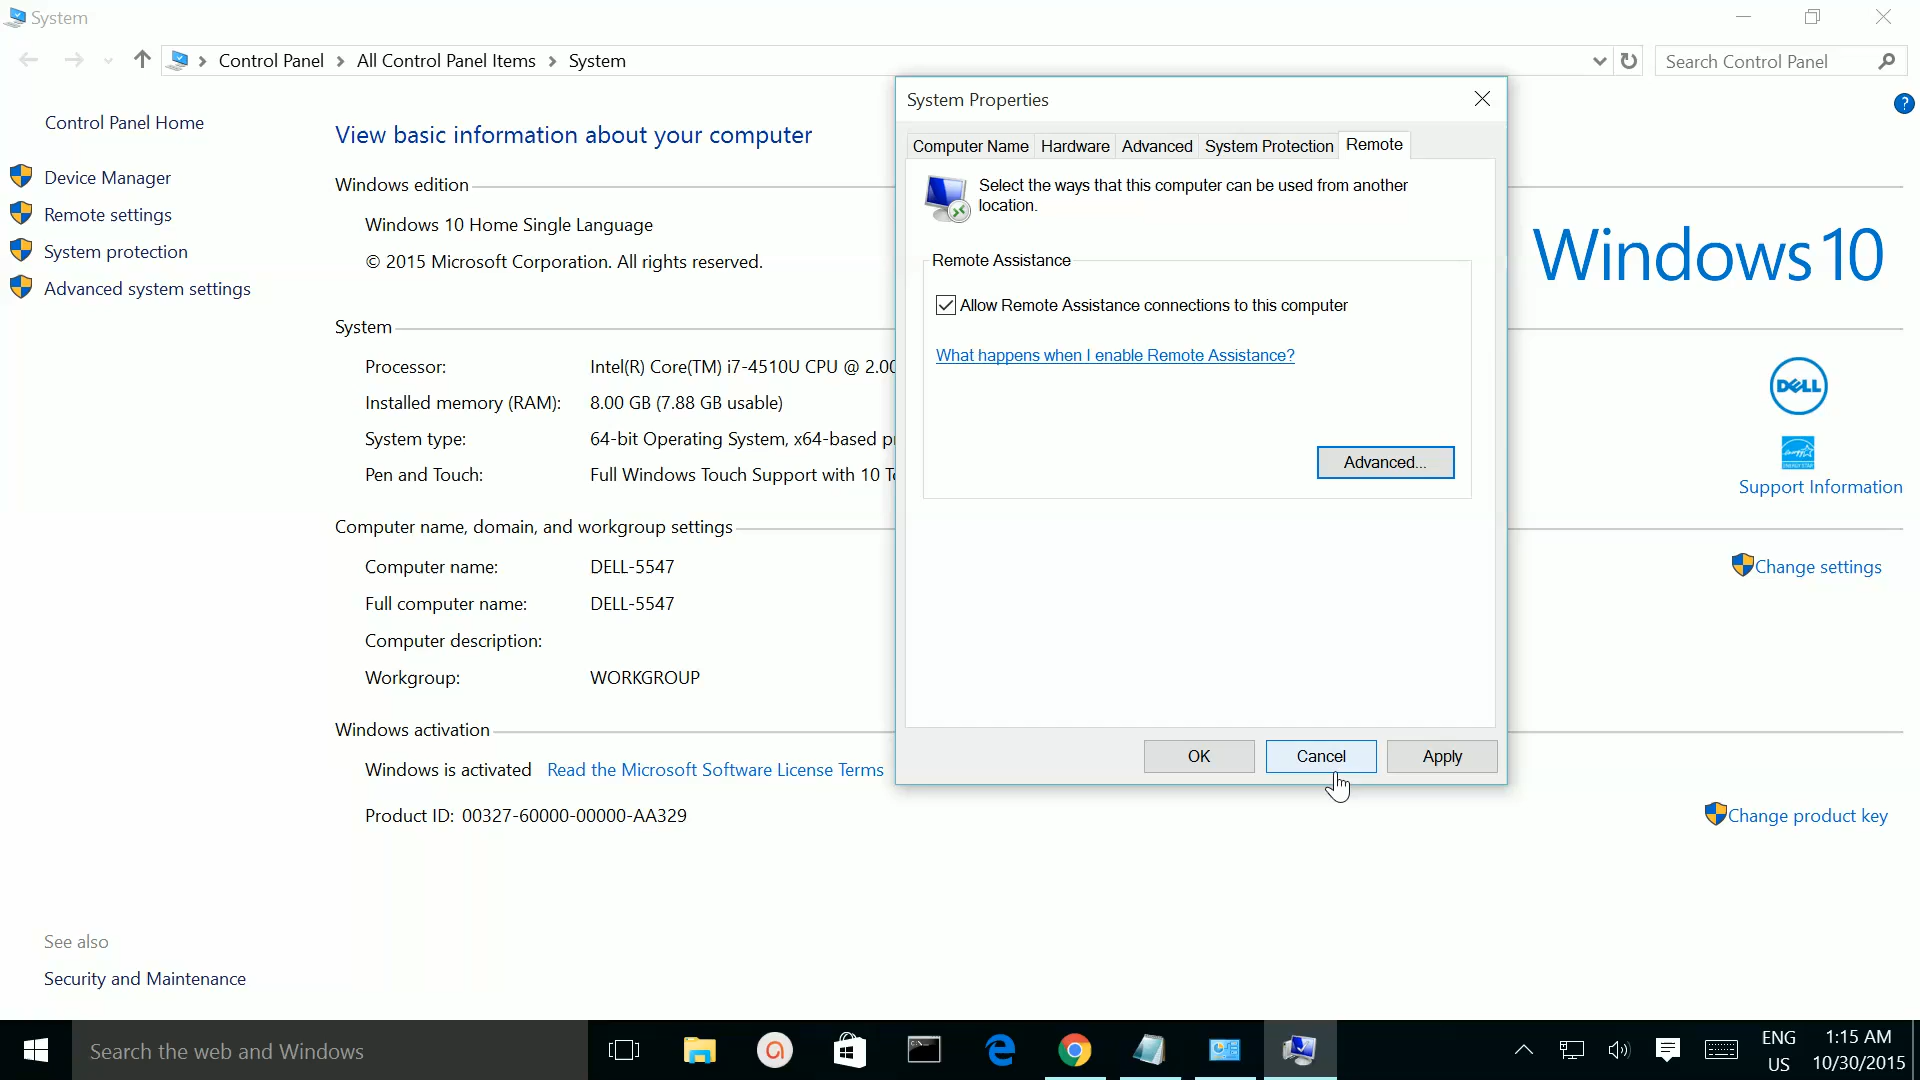 System
Control Panel
All Control Panel Items
System
Search Control Panel
Control Panel Home
Device Manager
Remote settings
System protection
Advanced system settings
See also
Security and Maintenance
View basic information about your computer
Windows edition
Windows 10 Home Single Language
© 2015 Microsoft Corporation. All rights reserved.
System
Processor: Intel(R) Core(TM) i7-4510U CPU @ 2.00
Installed memory (RAM): 8.00 GB (7.88 GB usable)
System type: 64-bit Operating System, x64-based
Pen and Touch: Full Windows Touch Support with 10
Computer name, domain, and workgroup settings
Computer name: DELL-5547
Full computer name: DELL-5547
Computer description:
Workgroup: WORKGROUP
Windows activation
Windows is activated Read the Microsoft Software License Terms
Product ID: 00327-60000-00000-AA329
System Properties
Computer Name
Hardware
Advanced
System Protection
Remote
Select the ways that this computer can be used from another
location.
Remote Assistance
Allow Remote Assistance connections to this computer
What happens when I enable Remote Assistance?
Advanced...
OK
Cancel
Apply
?
Windows 10
DELL
Support Information
Change settings
Change product key
Search the web and Windows
ENG
US
1:15 AM
10/30/2015